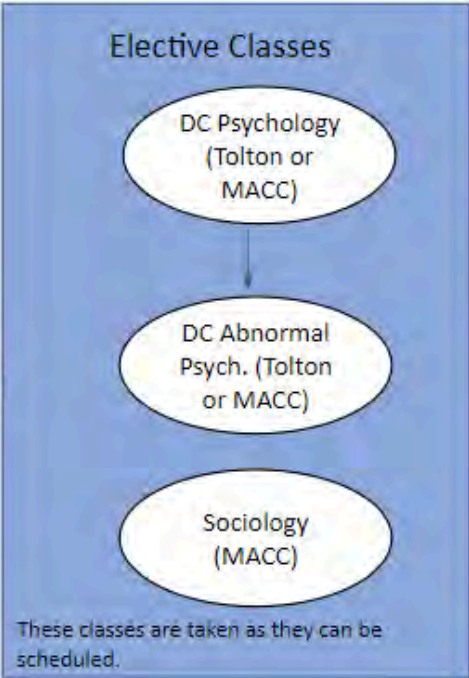 Elective Classes
DC Psychology
(Tolton or
MACC)
DC Abnormal
Psych. (Tolton
or MACC)
Sociology
(MACC)
These classes are taken as they can be
scheduled.